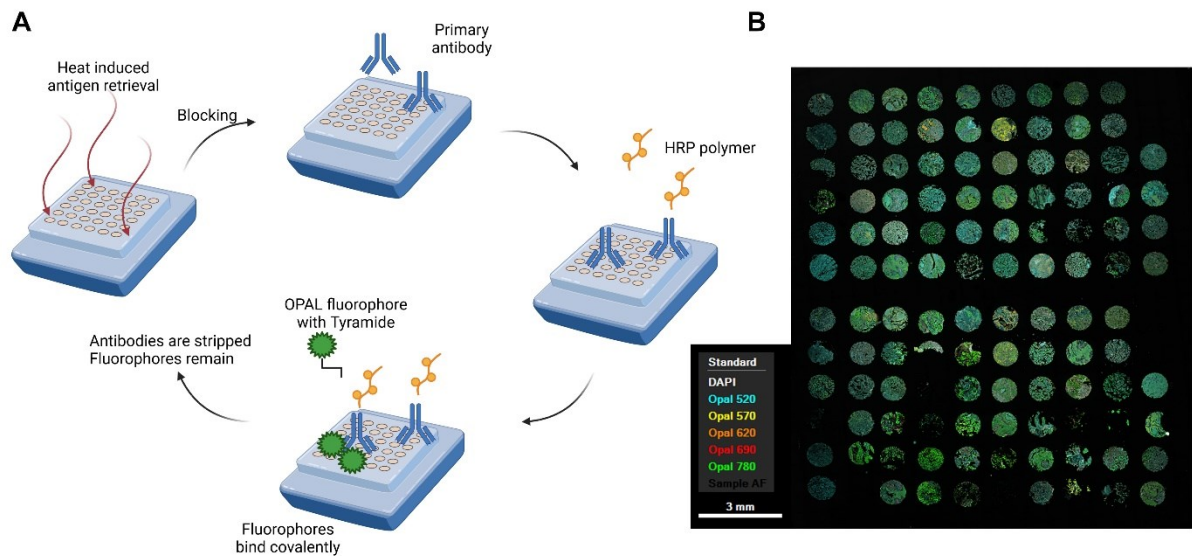 A
Heat induced
antigen retrieval
Blocking
Primary
antibody
HRP polymer
OPAL fluorophore
with Tyramide
Antibodies are stripped
Fluorophores remain
Fluorophores
bind covalently
B
Standard
DAPI
Opal 520
Opal 570
Opal 620
Opal 690
Opal 780
Sample AF
3 mm